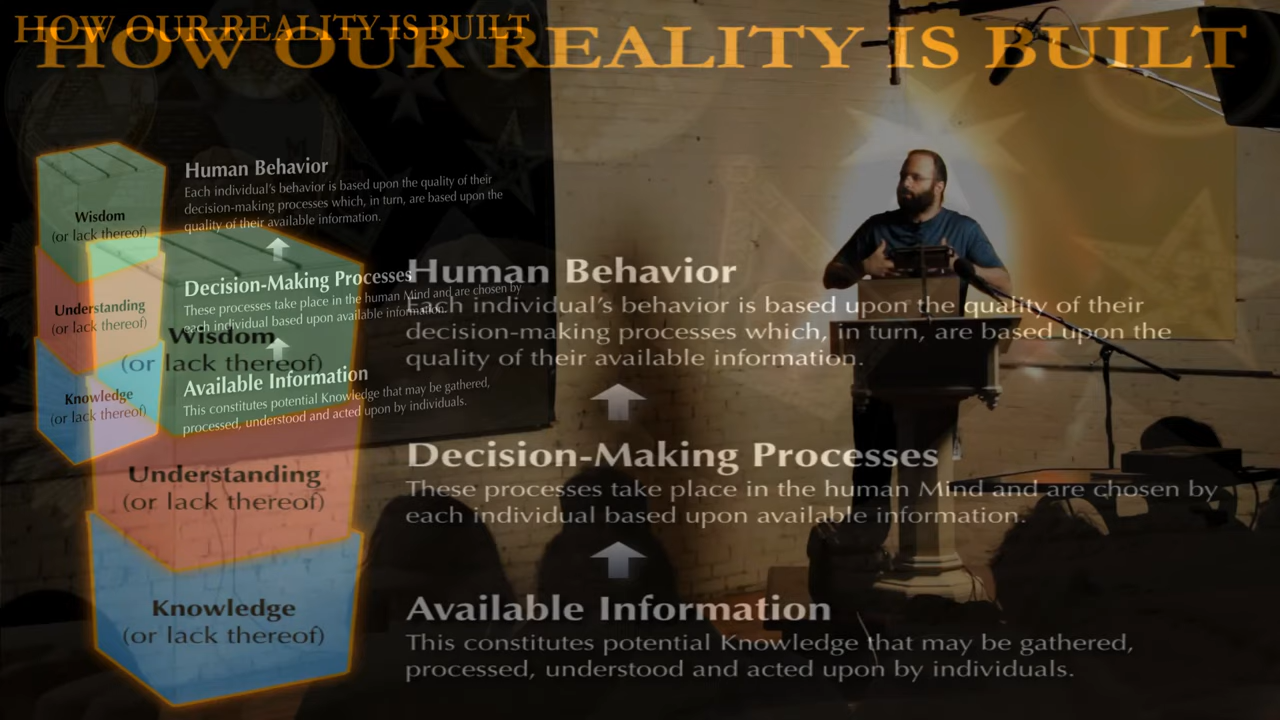 HOW OUR REALITY IS BUILT
HOW OUR REALITY IS BUILT
Human Behavior
Each individual's behavior is based upon the quality of their
decision-making processes which, in turn, are based upon the
quality of their available information.
Wisdom
(or lack thereof)
Decision-Making Processes
These processes take place in the human Mind and are chosen by
each individual based upon available information.
Understanding
(or lack thereof)
Available Information
This constitutes potential Knowledge that may be gathered,
processed, understood and acted upon by individuals.
Knowledge
(or lack thereof)
Human Behavior
Each individual's behavior is based upon the quality of their
decision-making processes which, in turn, are based upon the
quality of their available information.
Wisdom
(or lack thereof)
Decision-Making Processes
These processes take place in the human Mind and are chosen by
each individual based upon available information.
Understanding
(or lack thereof)
Available Information
This constitutes potential Knowledge that may be gathered,
processed, understood and acted upon by individuals.
Knowledge
(or lack thereof)